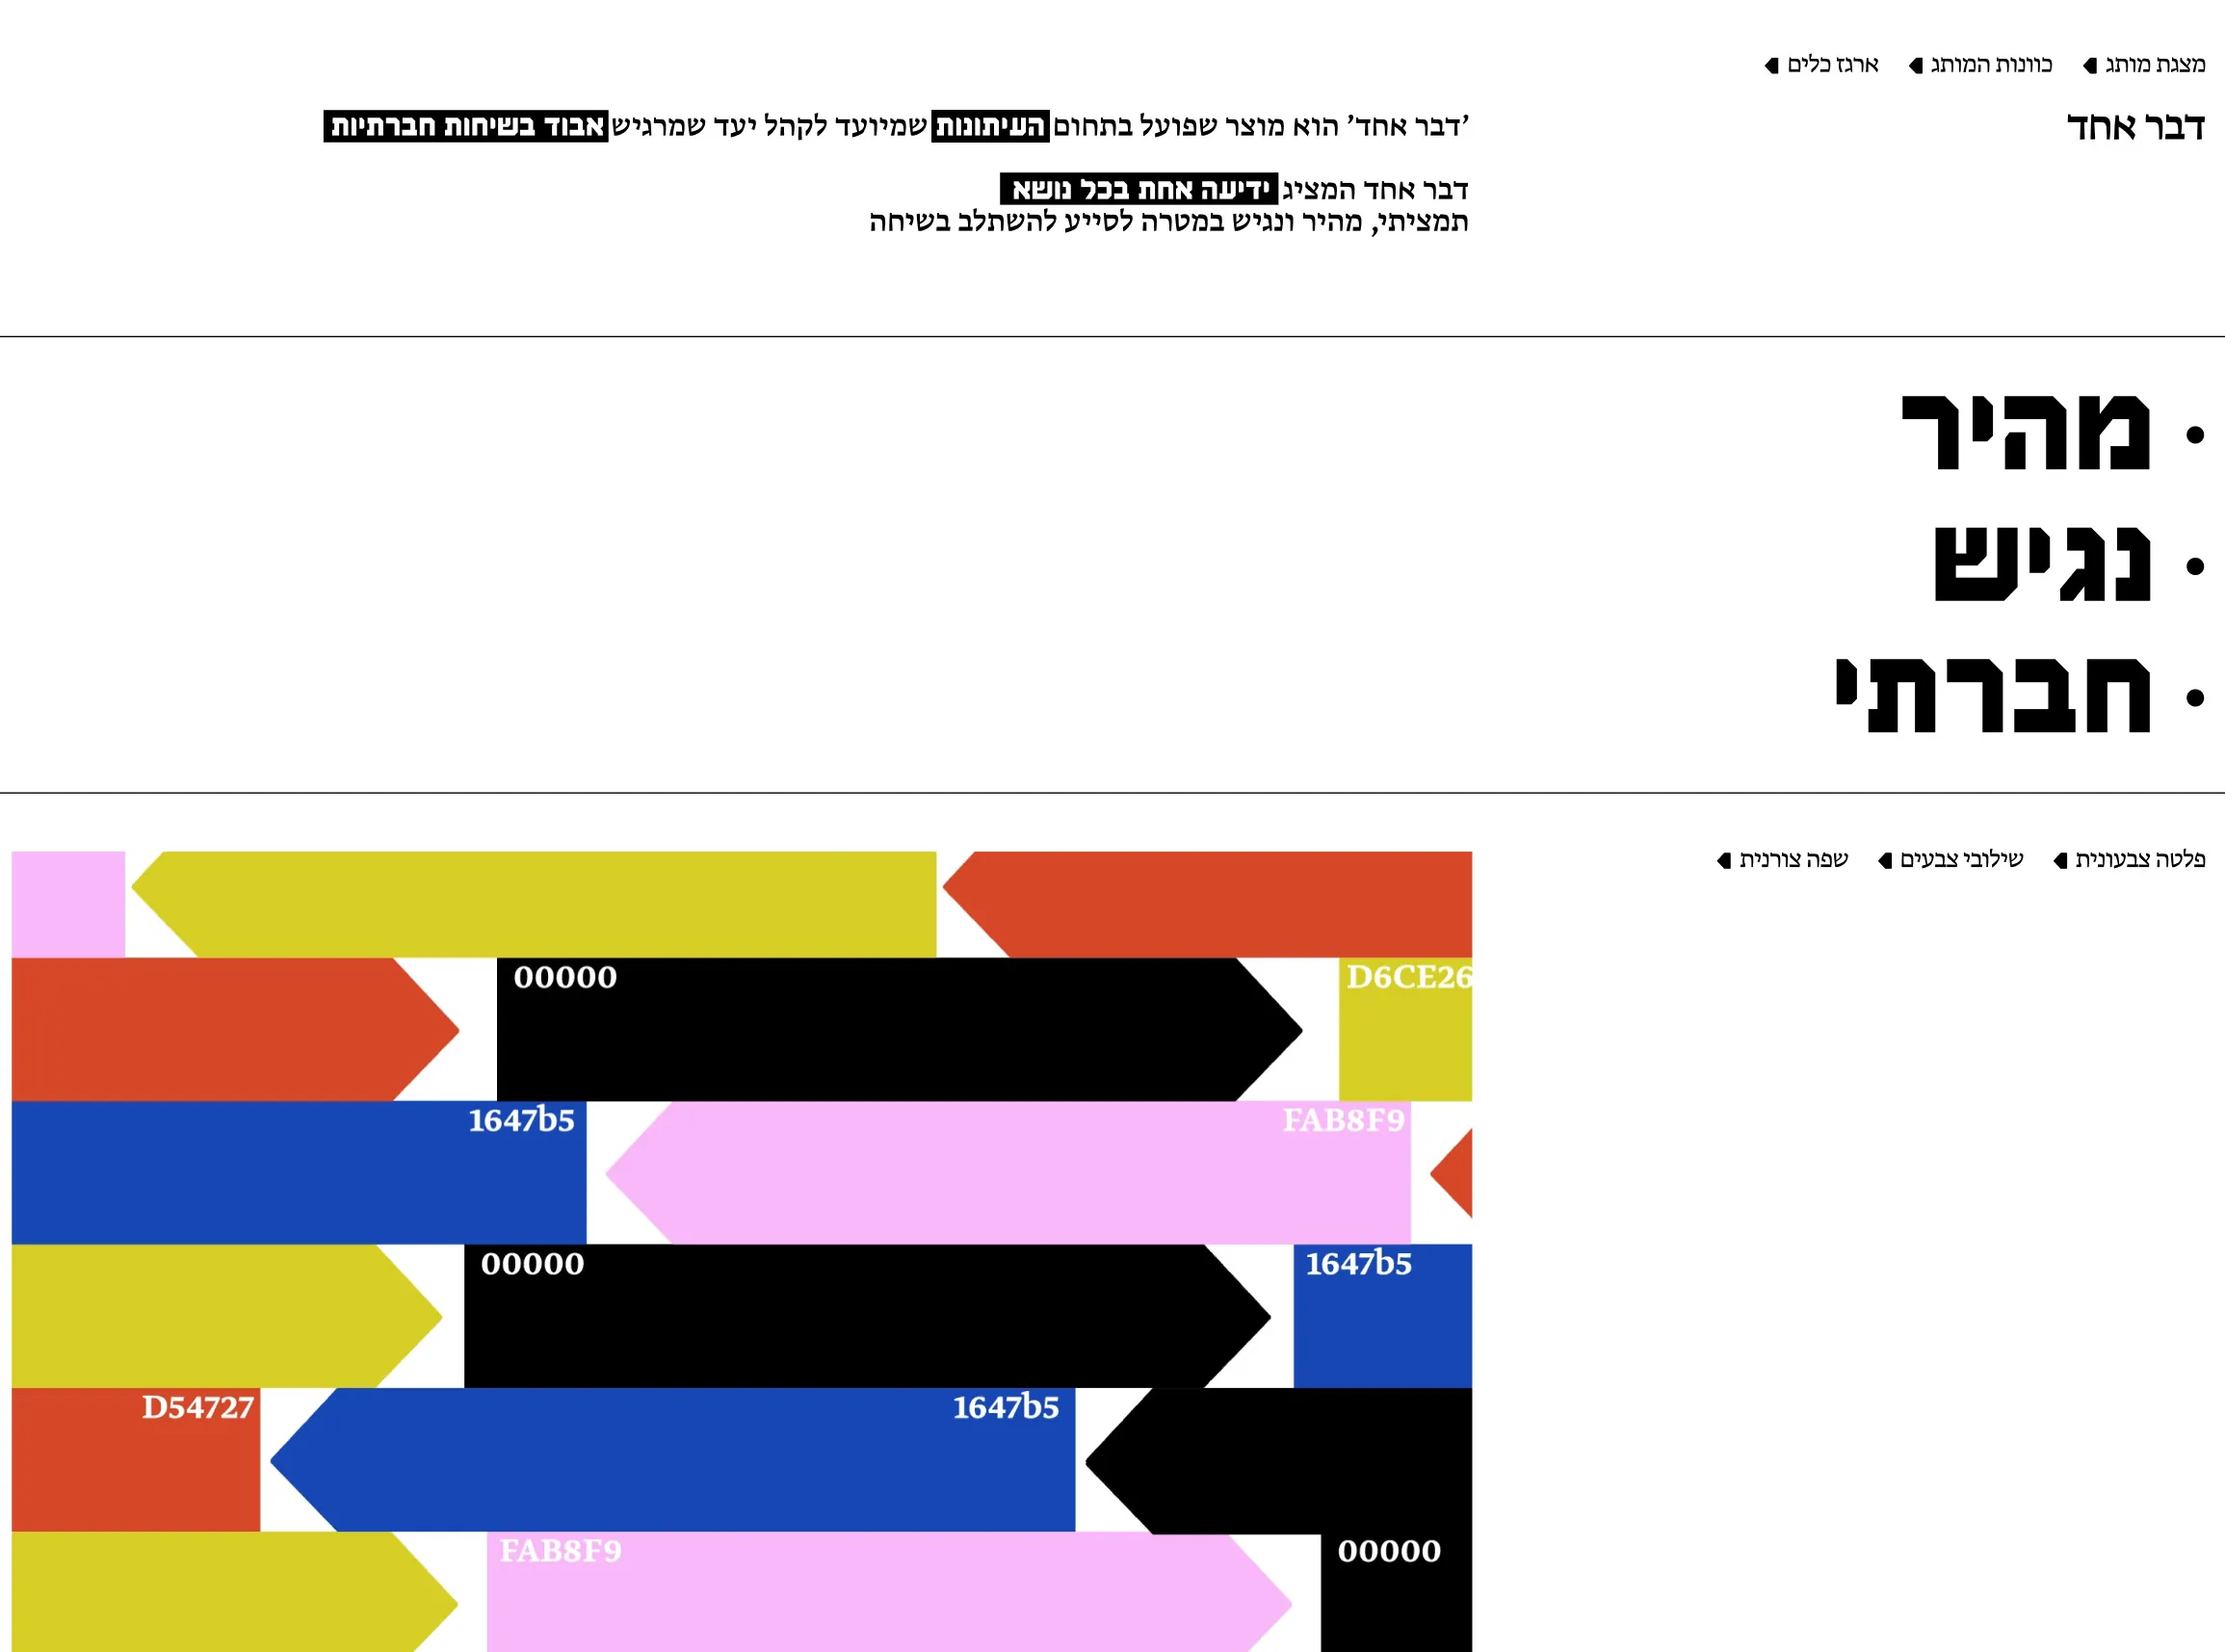 מצגת מותג כוונות המותג ארגז כלים
דבר אחד
'דבר אחד' הוא מוצר שפועל בתחום העיתונות שמיועד לקהל יעד שמרגיש אבוד בשיחות חברתיות
דבר אחד המציג ידיעה אחת בכל נושא
תמציתי, מהיר ונגיש במטרה לסייע להשתלב בשיחה
• מהיר
• נגיש
• חברתי
פלטה צבעונית שילובי צבעים שפה צורנית
00000 D6CE26
1647b5 FAB8F9
00000 1647b5
D54727 1647b5
FAB8F9 00000